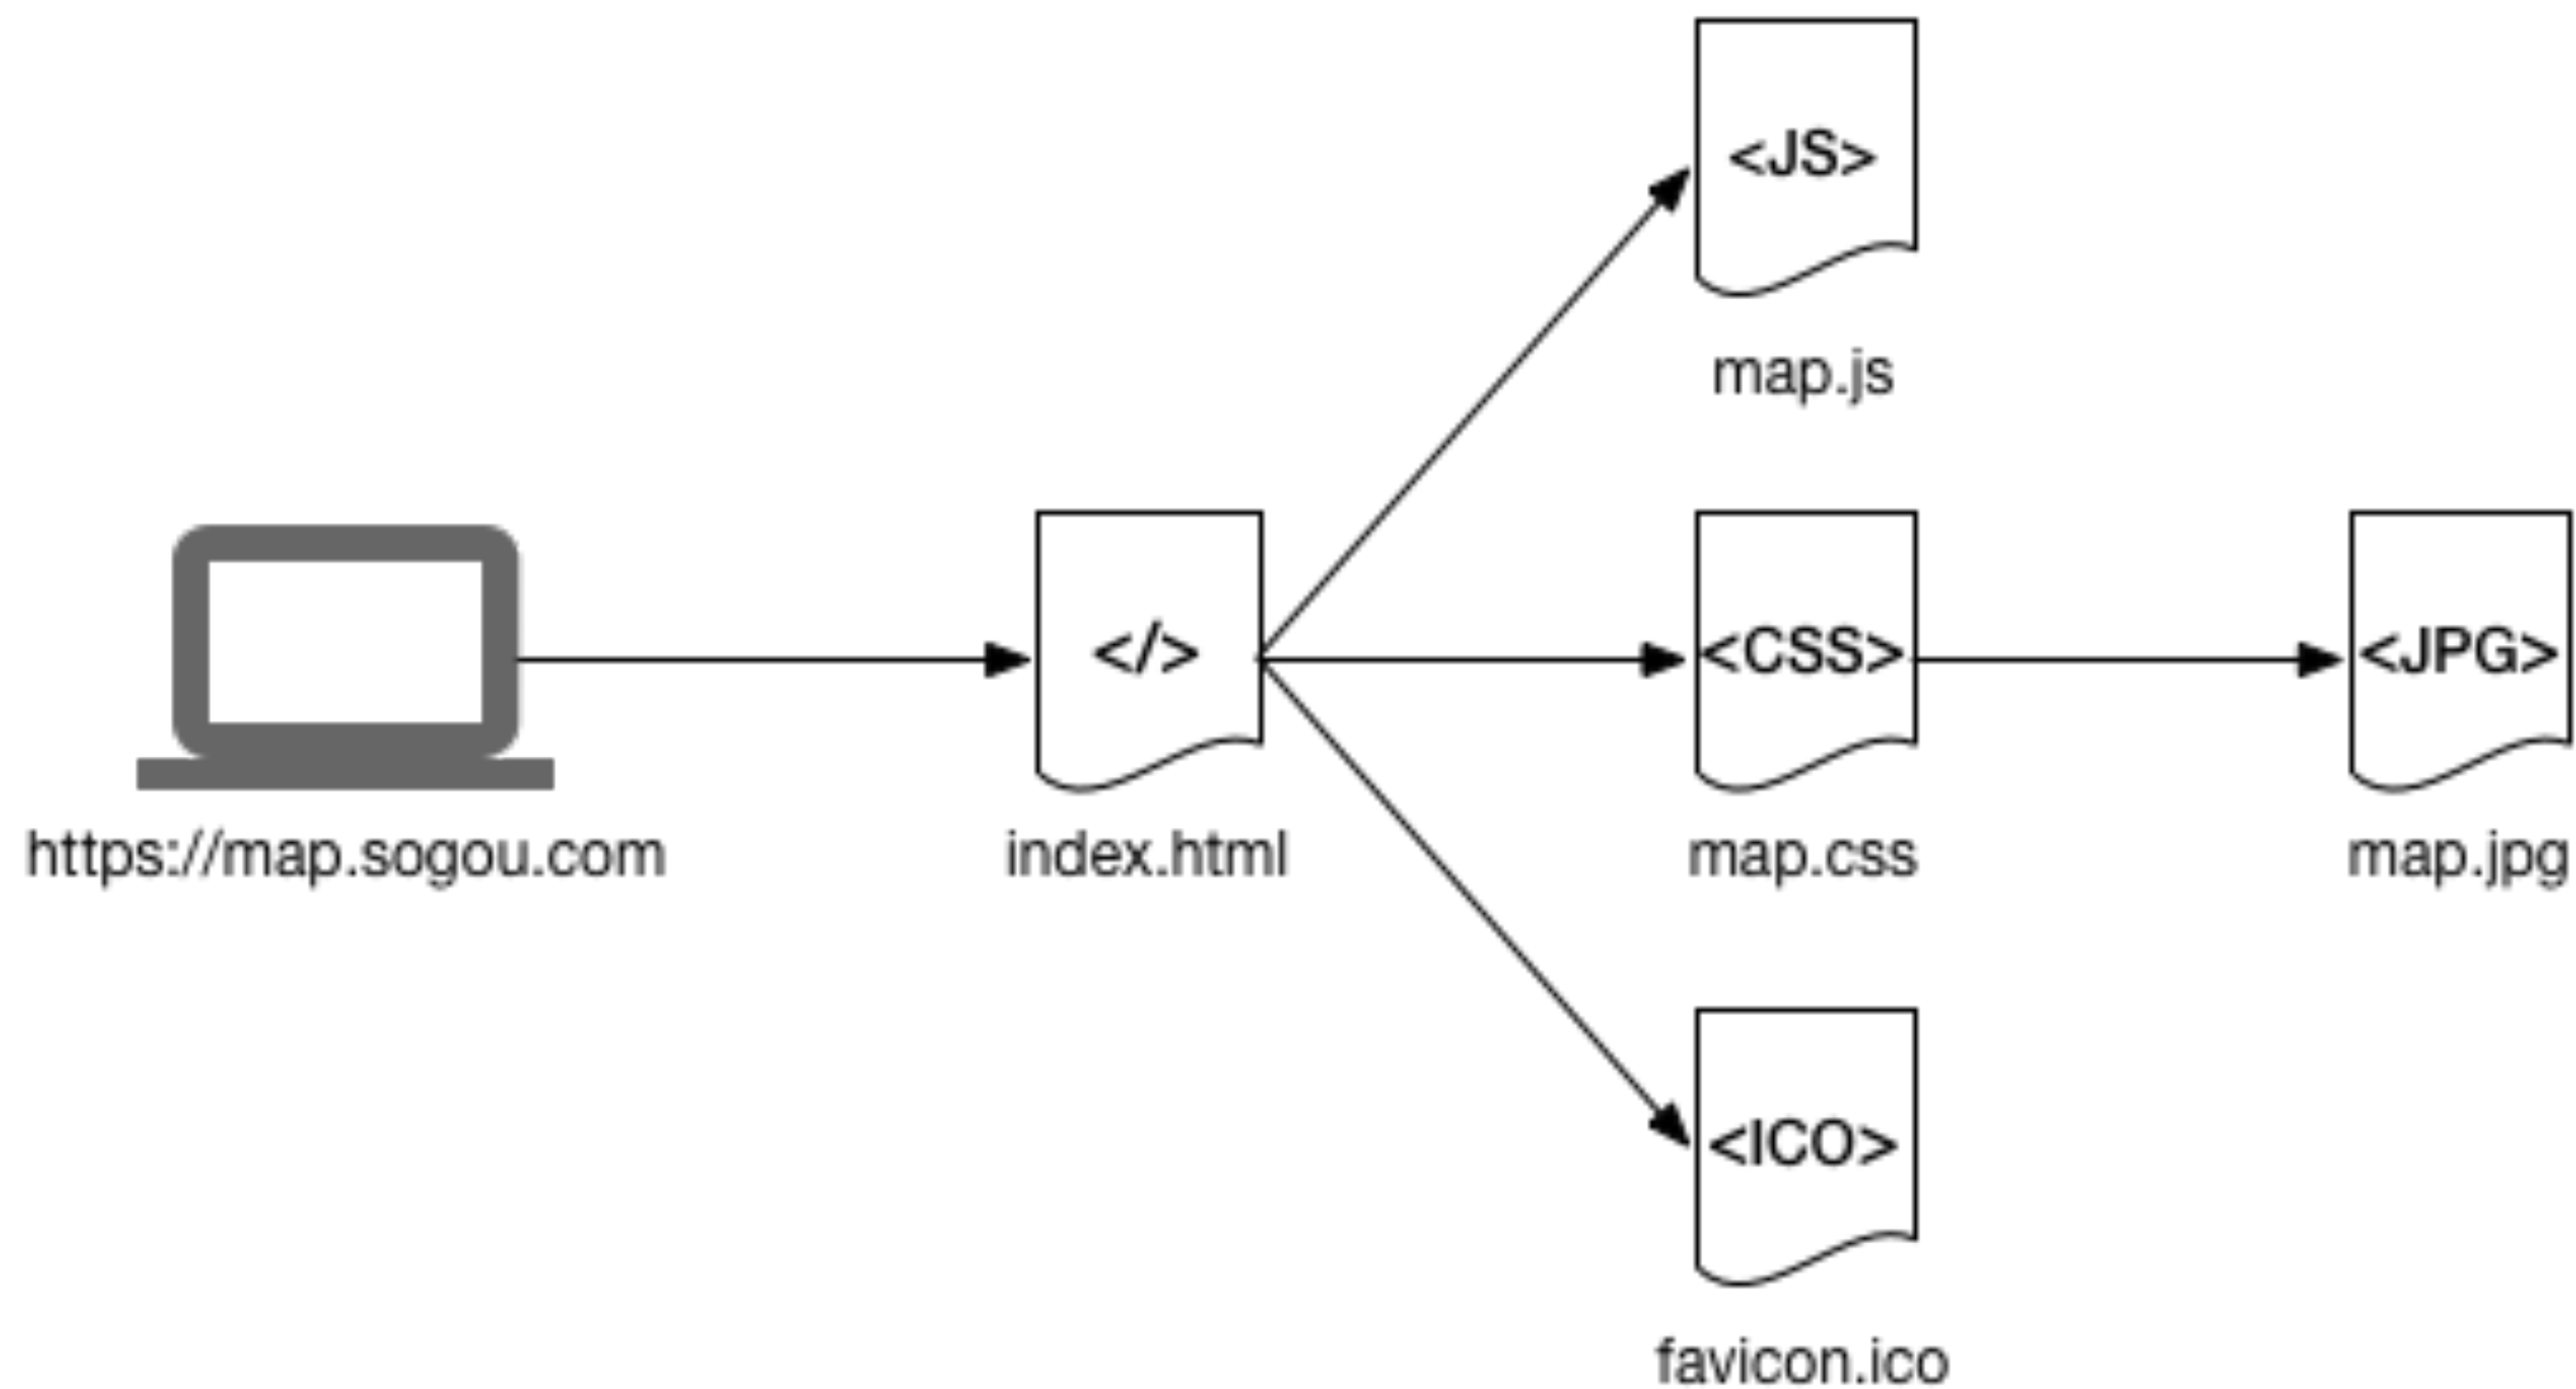 <JS>
map.js
</>
<CSS>
<JPG>
https://map.sogou.com
index.html
map.css
map.jpg
<ICO>
favicon.ico